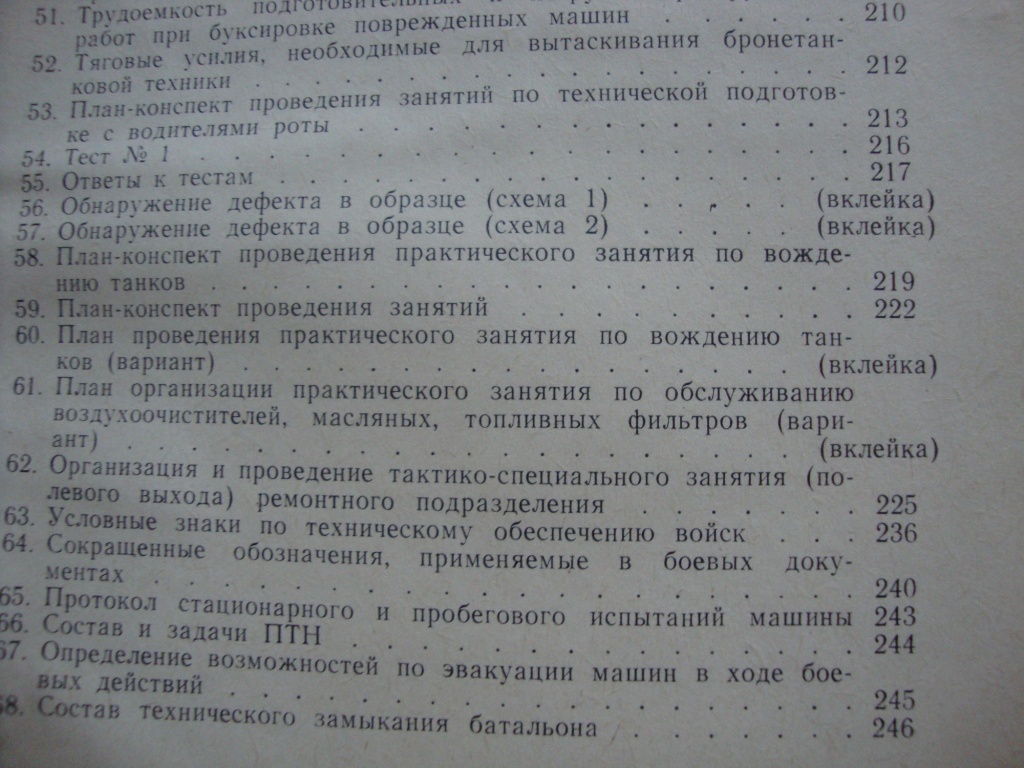 51. Трудоемкость подготовительных
работ при буксировке поврежденных машин . . . . . . 210
52. Тяговые усилия, необходимые для вытаскивания бронетан-
ковой техники . . . . . . . . . . . . . . . . 212
53. План-конспект проведения занятий по технической подготов-
ке с водителями роты . . . . . . . . . . . . . . 213
54. Тест № 1 . . . . . . . . . . . . . . . . . . 216
55. Ответы к тестам . . . . . . . . . . . . . . . . 217
56. Обнаружение дефекта в образце (схема 1) . . . . . (вклейка)
57. Обнаружение дефекта в образце (схема 2) . . . . . (вклейка)
58. План-конспект проведения практического занятия по вожде-
нию танков . . . . . . . . . . . . . . . . . 219
59. План-конспект проведения занятий . . . . . . . . . 222
60. План проведения практического занятия по вождению тан-
ков (вариант) . . . . . . . . . . . . . . . (вклейка)
61. План организации практического занятия по обслуживанию
воздухоочистителей, масляных, топливных фильтров (вари-
ант) . . . . . . . . . . . . . . . . . . (вклейка)
62. Организация и проведение тактико-специального занятия (по-
левого выхода) ремонтного подразделения . . . . . . . 225
63. Условные знаки по техническому обеспечению войск . . . 236
64. Сокращенные обозначения, применяемые в боевых доку-
ментах . . . . . . . . . . . . . . . . . . . 240
65. Протокол стационарного и пробегового испытаний машины 243
66. Состав и задачи ПТН . . . . . . . . . . . . . . 244
67. Определение возможностей по эвакуации машин в ходе бое-
вых действий . . . . . . . . . . . . . . . . . 245
68. Состав технического замыкания батальона . . . . . . 246